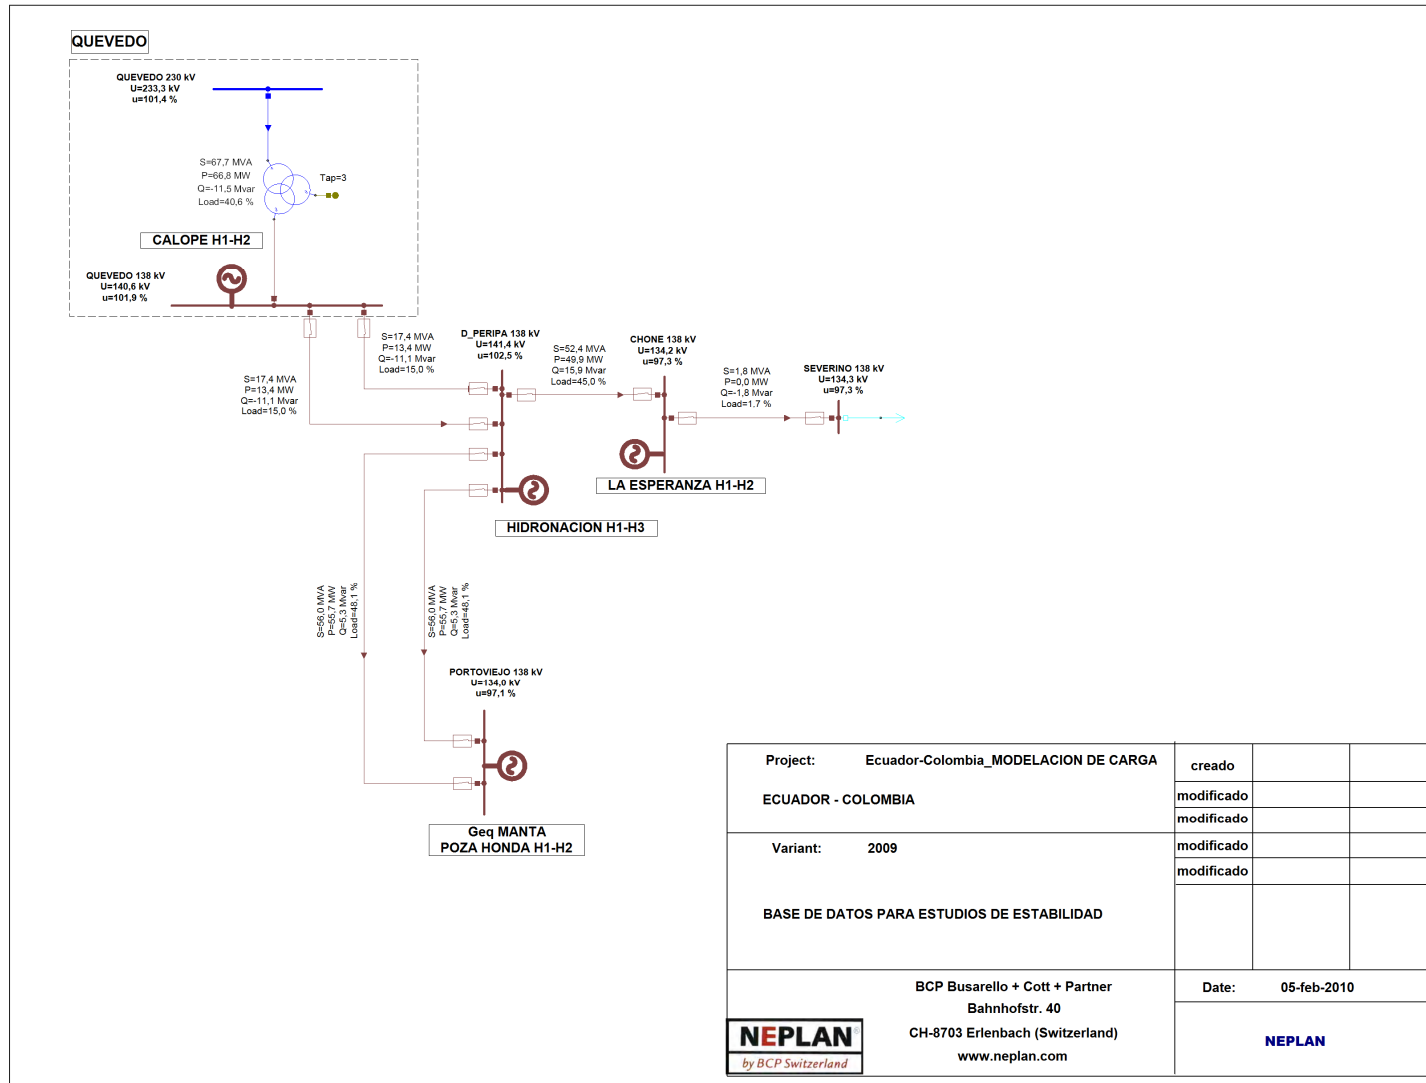 QUEVEDO
QUEVEDO 230 kV
U=233,3 kV
u=101,4 %
S=67,7 MVA
P=66,8 MW
Q=-11,5 Mvar
Load=40,6 %
Tap=3
CALOPE H1-H2
QUEVEDO 138 kV
U=140,6 kV
u=101,9 %
S=17,4 MVA
P=13,4 MW
Q=-11,1 Mvar
Load=15,0 %
S=17,4 MVA
P=13,4 MW
Q=-11,1 Mvar
Load=15,0 %
D_PERIPA 138 kV
U=141,4 kV
u=102,5 %
S=52,4 MVA
P=49,9 MW
Q=15,9 Mvar
Load=45,0 %
CHONE 138 kV
U=134,2 kV
u=97,3 %
S=1,8 MVA
P=0,0 MW
Q=-1,8 Mvar
Load=1,7 %
SEVERINO 138 kV
U=134,3 kV
u=97,3 %
LA ESPERANZA H1-H2
HIDRONACION H1-H3
S=56,0 MVA
P=55,7 MW
Q=5,3 Mvar
Load=48,1 %
S=56,0 MVA
P=55,7 MW
Q=5,3 Mvar
Load=48,1 %
PORTOVIEJO 138 kV
U=134,0 kV
u=97,1 %
Geq MANTA
POZA HONDA H1-H2
Project: Ecuador-Colombia_MODELACION DE CARGA
ECUADOR - COLOMBIA
creado
modificado
modificado
modificado
modificado
Variant: 2009
BASE DE DATOS PARA ESTUDIOS DE ESTABILIDAD
BCP Busarello + Cott + Partner
Bahnhofstr. 40
CH-8703 Erlenbach (Switzerland)
www.neplan.com
NEPLAN®
by BCP Switzerland
Date: 05-feb-2010
NEPLAN